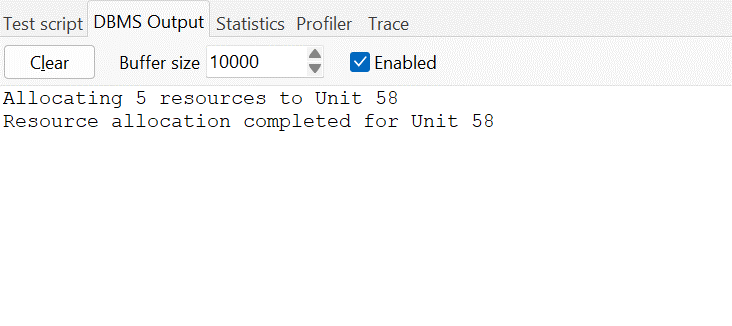 Test script DBMS Output Statistics Profiler Trace
Clear Buffer size 10000 Enabled
Allocating 5 resources to Unit 58
Resource allocation completed for Unit 58